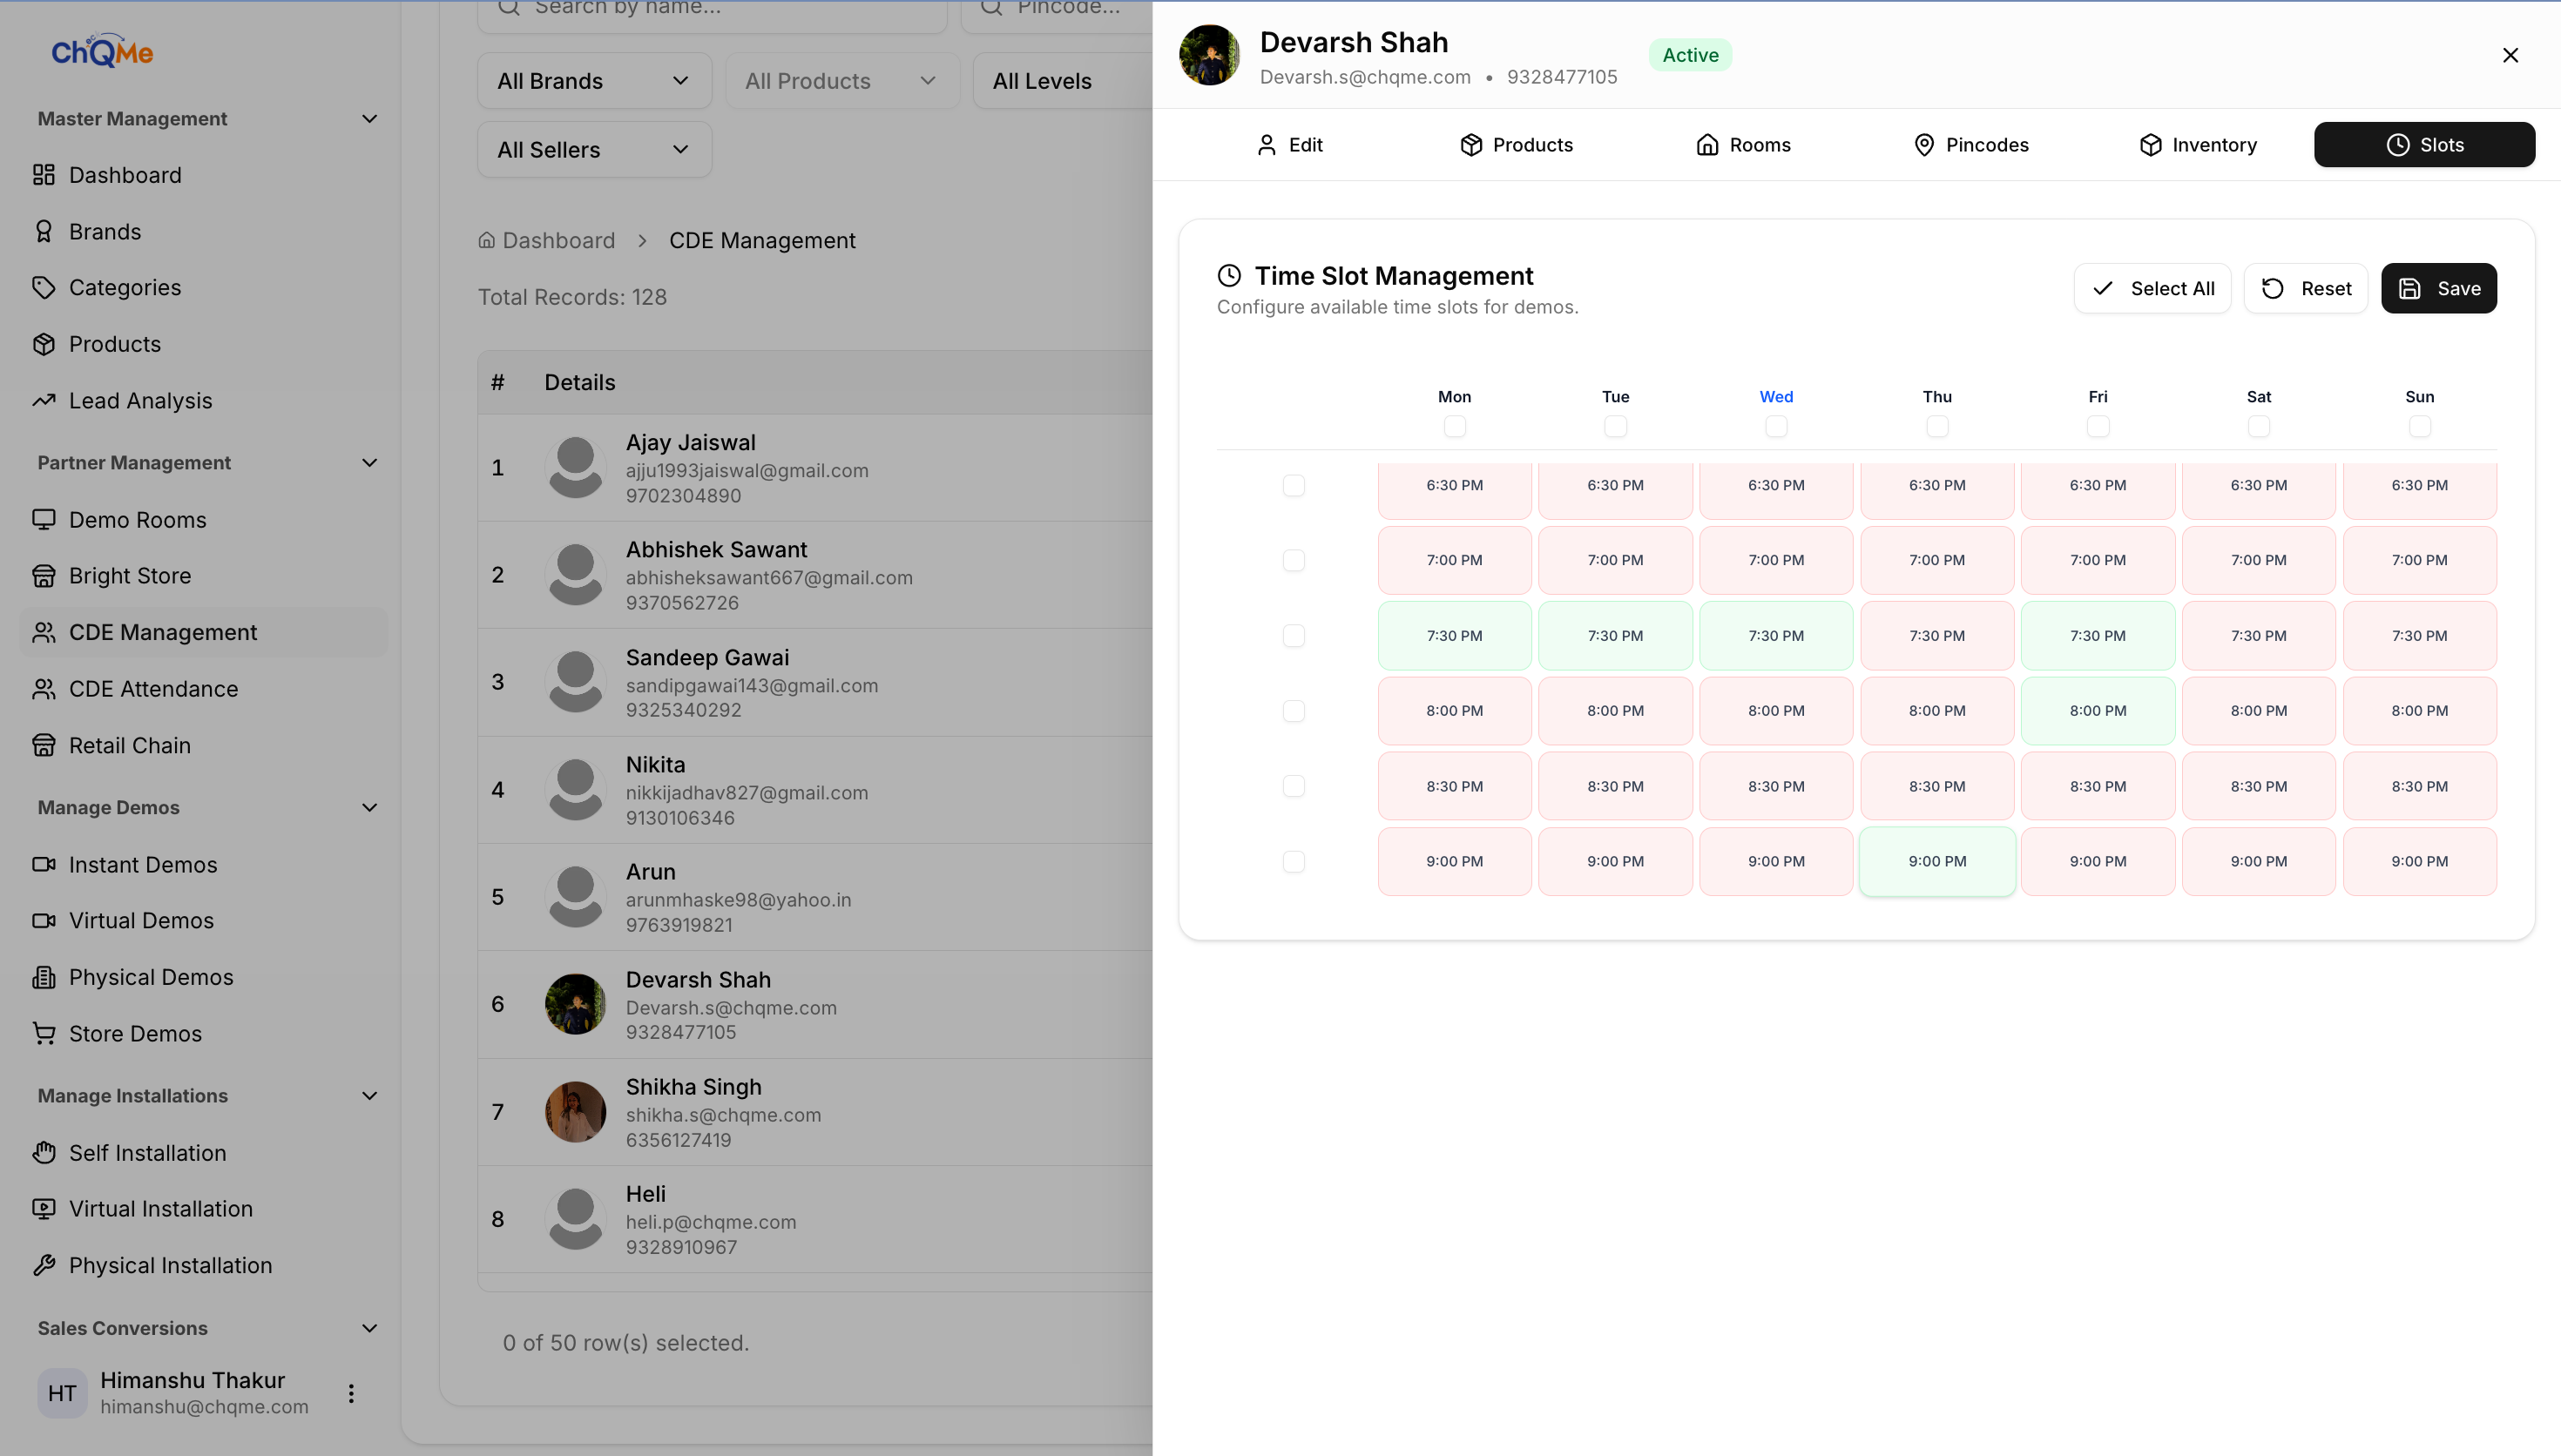 ChQMe
Master Management
Dashboard
Brands
Categories
Products
Lead Analysis
Partner Management
Demo Rooms
Bright Store
CDE Management
CDE Attendance
Retail Chain
Manage Demos
Instant Demos
Virtual Demos
Physical Demos
Store Demos
Manage Installations
Self Installation
Virtual Installation
Physical Installation
Sales Conversions
HT
Himanshu Thakur
himanshu@chqme.com
Search by name... Pincode...
All Brands All Products All Levels
All Sellers
Dashboard > CDE Management
Total Records: 128
# Details
1 Ajay Jaiswal
ajju1993jaiswal@gmail.com
9702304890
2 Abhishek Sawant
abhisheksawant667@gmail.com
9370562726
3 Sandeep Gawai
sandipgawai143@gmail.com
9325340292
4 Nikita
nikkijadhav827@gmail.com
9130106346
5 Arun
arunmhaske98@yahoo.in
9763919821
6 Devarsh Shah
Devarsh.s@chqme.com
9328477105
7 Shikha Singh
shikha.s@chqme.com
6356127419
8 Heli
heli.p@chqme.com
9328910967
0 of 50 row(s) selected.
Devarsh Shah
Devarsh.s@chqme.com • 9328477105
Active
Edit Products Rooms Pincodes Inventory Slots
Time Slot Management
Configure available time slots for demos.
Select All Reset Save
Mon Tue Wed Thu Fri Sat Sun
6:30 PM 6:30 PM 6:30 PM 6:30 PM 6:30 PM 6:30 PM 6:30 PM
7:00 PM 7:00 PM 7:00 PM 7:00 PM 7:00 PM 7:00 PM 7:00 PM
7:30 PM 7:30 PM 7:30 PM 7:30 PM 7:30 PM 7:30 PM 7:30 PM
8:00 PM 8:00 PM 8:00 PM 8:00 PM 8:00 PM 8:00 PM 8:00 PM
8:30 PM 8:30 PM 8:30 PM 8:30 PM 8:30 PM 8:30 PM 8:30 PM
9:00 PM 9:00 PM 9:00 PM 9:00 PM 9:00 PM 9:00 PM 9:00 PM